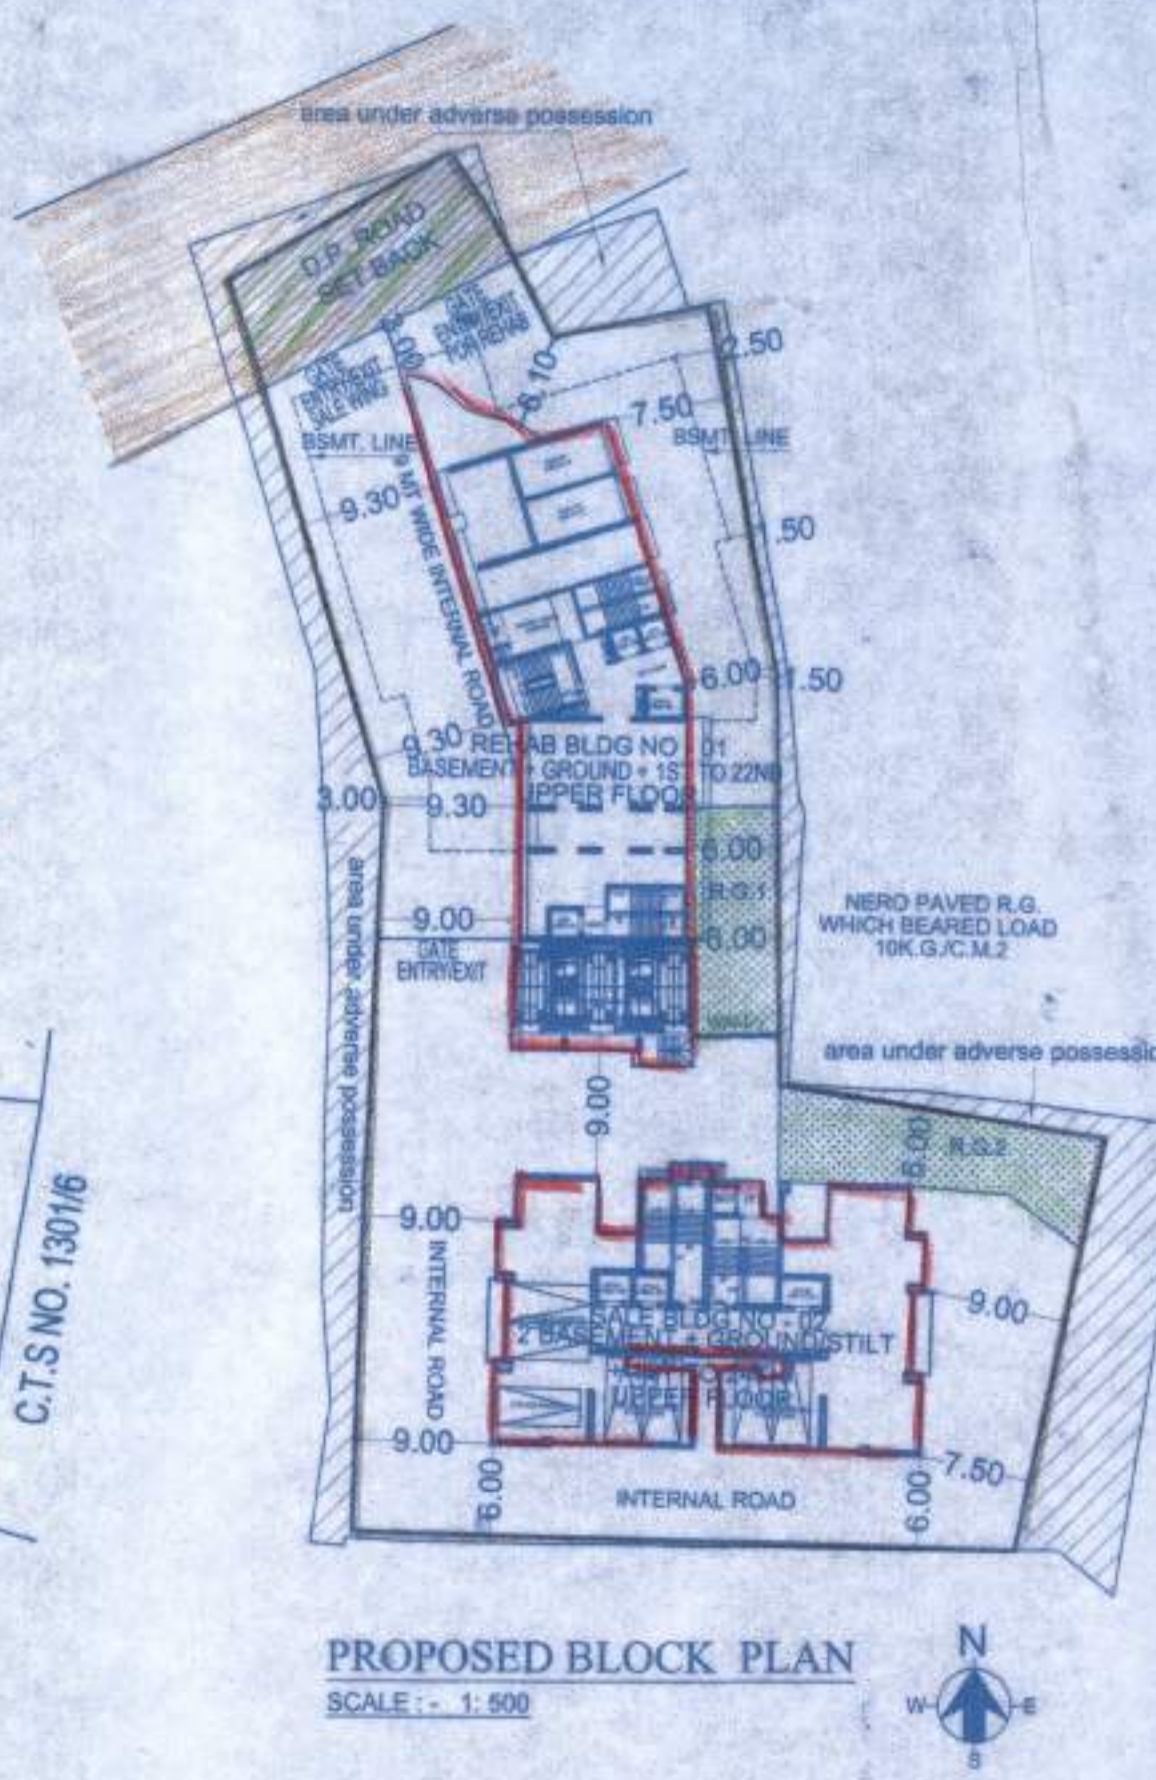 area under adverse possession
D.P. ROAD
SET BACK
GATE
ENTRY/EXIT
FOR REHAB
GATE
ENTRY/EXIT
SALE WING
6.10
2.50
7.50
BSMT. LINE
BSMT. LINE
9.30
.50
9 MT WIDE INTERNAL ROAD
6.00
1.50
9.30
REHAB BLDG NO 01
BASEMENT + GROUND + 1ST TO 22ND
UPPER FLOOR
3.00
9.30
6.00
R.G.1
9.00
6.00
GATE
ENTRY/EXIT
NERO PAVED R.G.
WHICH BEARED LOAD
10K.G./C.M.2
area under adverse possession
area under adverse possessio
9.00
6.00
R.G.2
C.T.S NO. 1301/6
9.00
INTERNAL ROAD
9.00
SALE BLDG NO - 02
2 BASEMENT + GROUND/STILT
UPPER FLOOR
9.00
6.00
INTERNAL ROAD
6.00
7.50
PROPOSED BLOCK PLAN
SCALE : - 1: 500
N
W
E
S